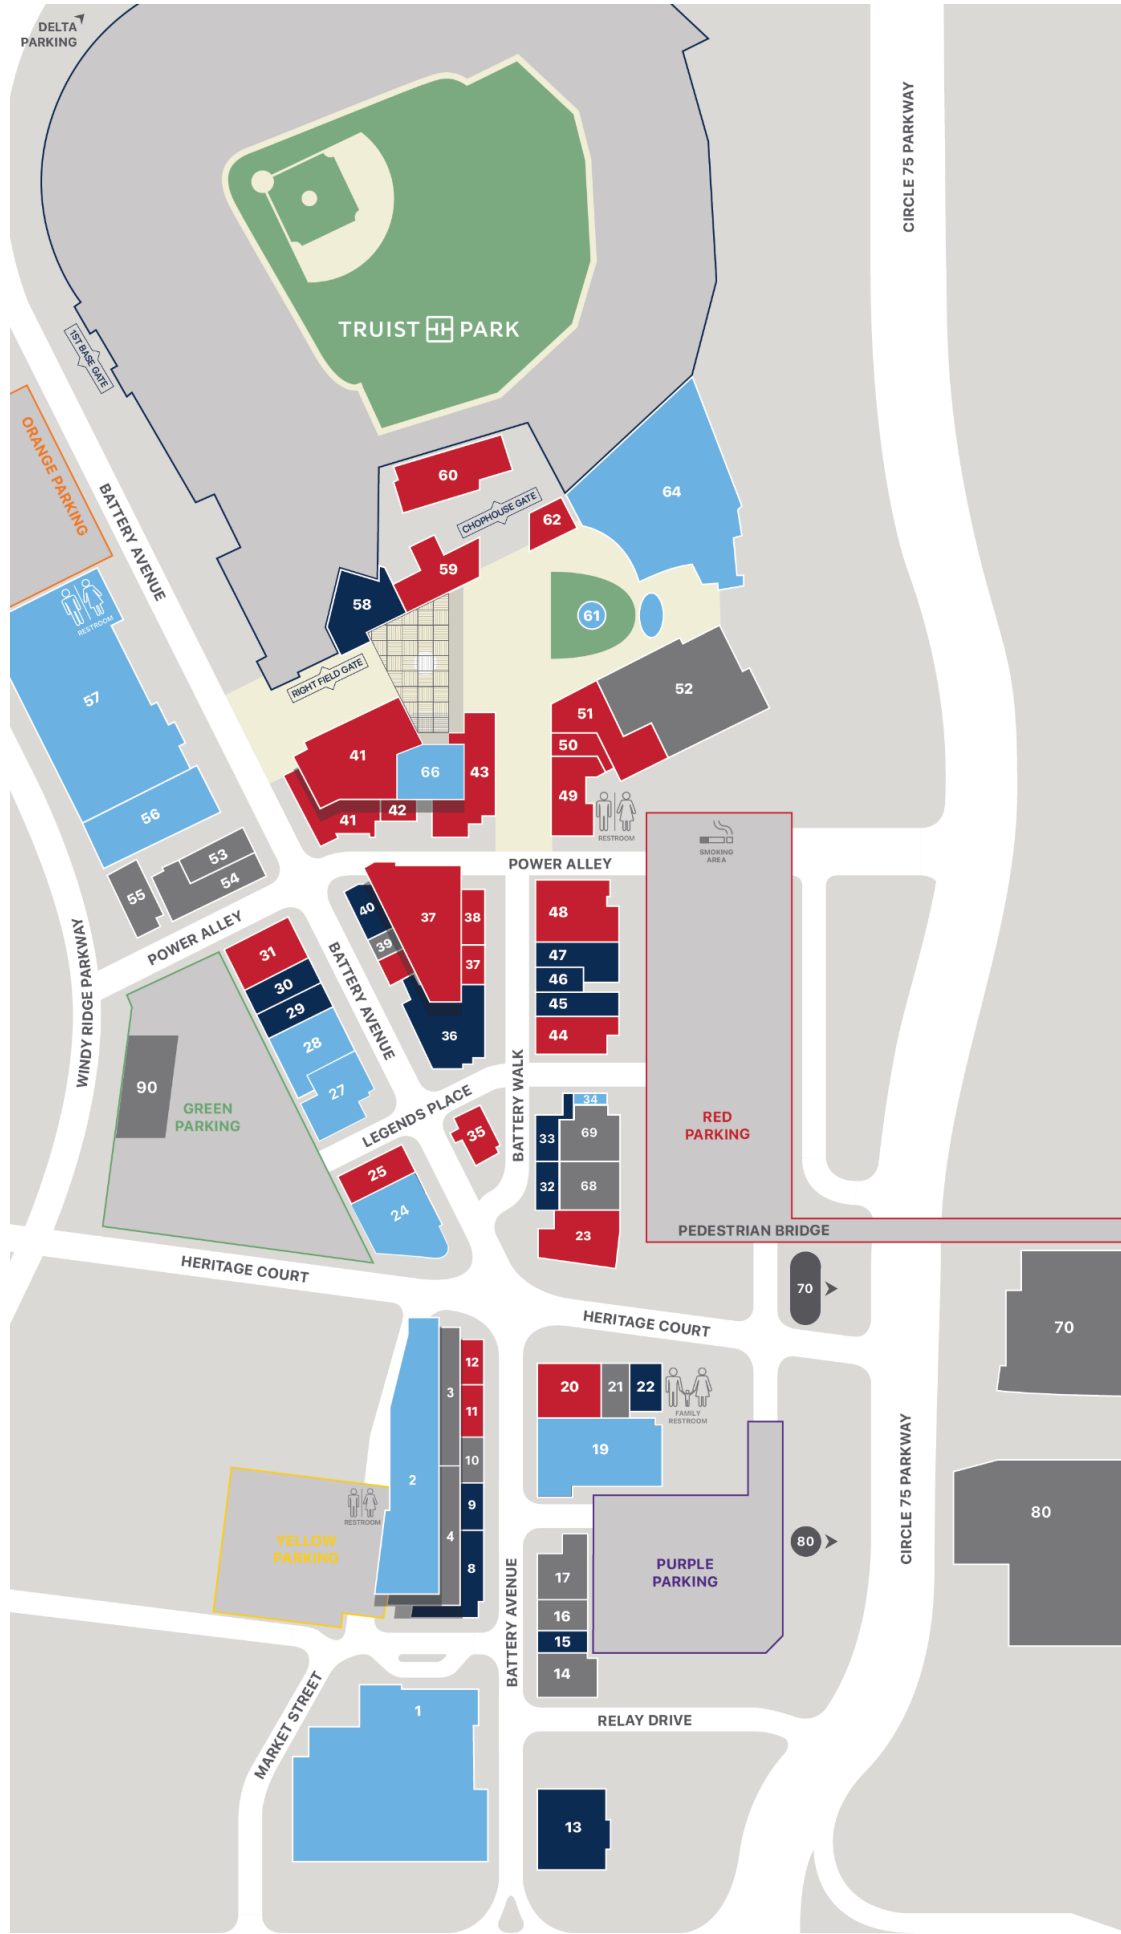 DELTA
PARKING
CIRCLE 75 PARKWAY
TRUIST PARK
1ST BASE GATE
ORANGE PARKING
BATTERY AVENUE
60
64
CHOPHOUSE GATE
62
59
58
RESTROOM
61
57
RIGHT FIELD GATE
52
51
50
41
66
43
49
56
42
41
RESTROOM
SMOKING
AREA
53
54
55
POWER ALLEY
POWER ALLEY
40
37
38
48
39
31
37
47
30
46
29
45
36
44
28
BATTERY AVENUE
WINDY RIDGE PARKWAY
90
27
GREEN
PARKING
LEGENDS PLACE
BATTERY WALK
34
35
33
69
RED
PARKING
25
32
68
24
23
PEDESTRIAN BRIDGE
HERITAGE COURT
70
HERITAGE COURT
70
12
3
20
21
22
11
FAMILY
RESTROOM
19
10
2
CIRCLE 75 PARKWAY
9
80
RESTROOM
4
YELLOW
PARKING
80
8
17
PURPLE
PARKING
16
15
BATTERY AVENUE
14
MARKET STREET
1
RELAY DRIVE
13